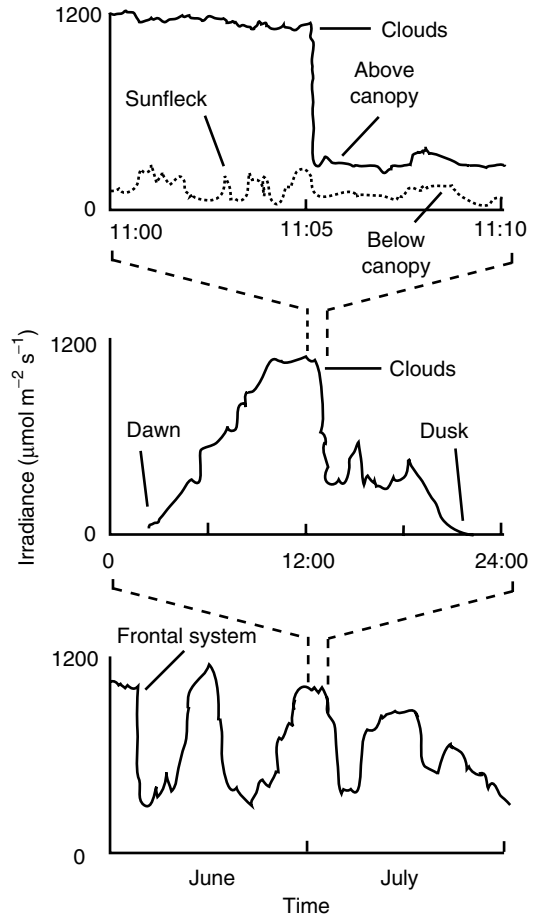 1200
Clouds
Sunfleck
Above
canopy
0
11:00
11:05
11:10
Below
canopy
Irradiance (μmol m⁻² s⁻¹)
1200
Clouds
Dawn
Dusk
0
0
12:00
24:00
Frontal system
1200
0
June
July
Time